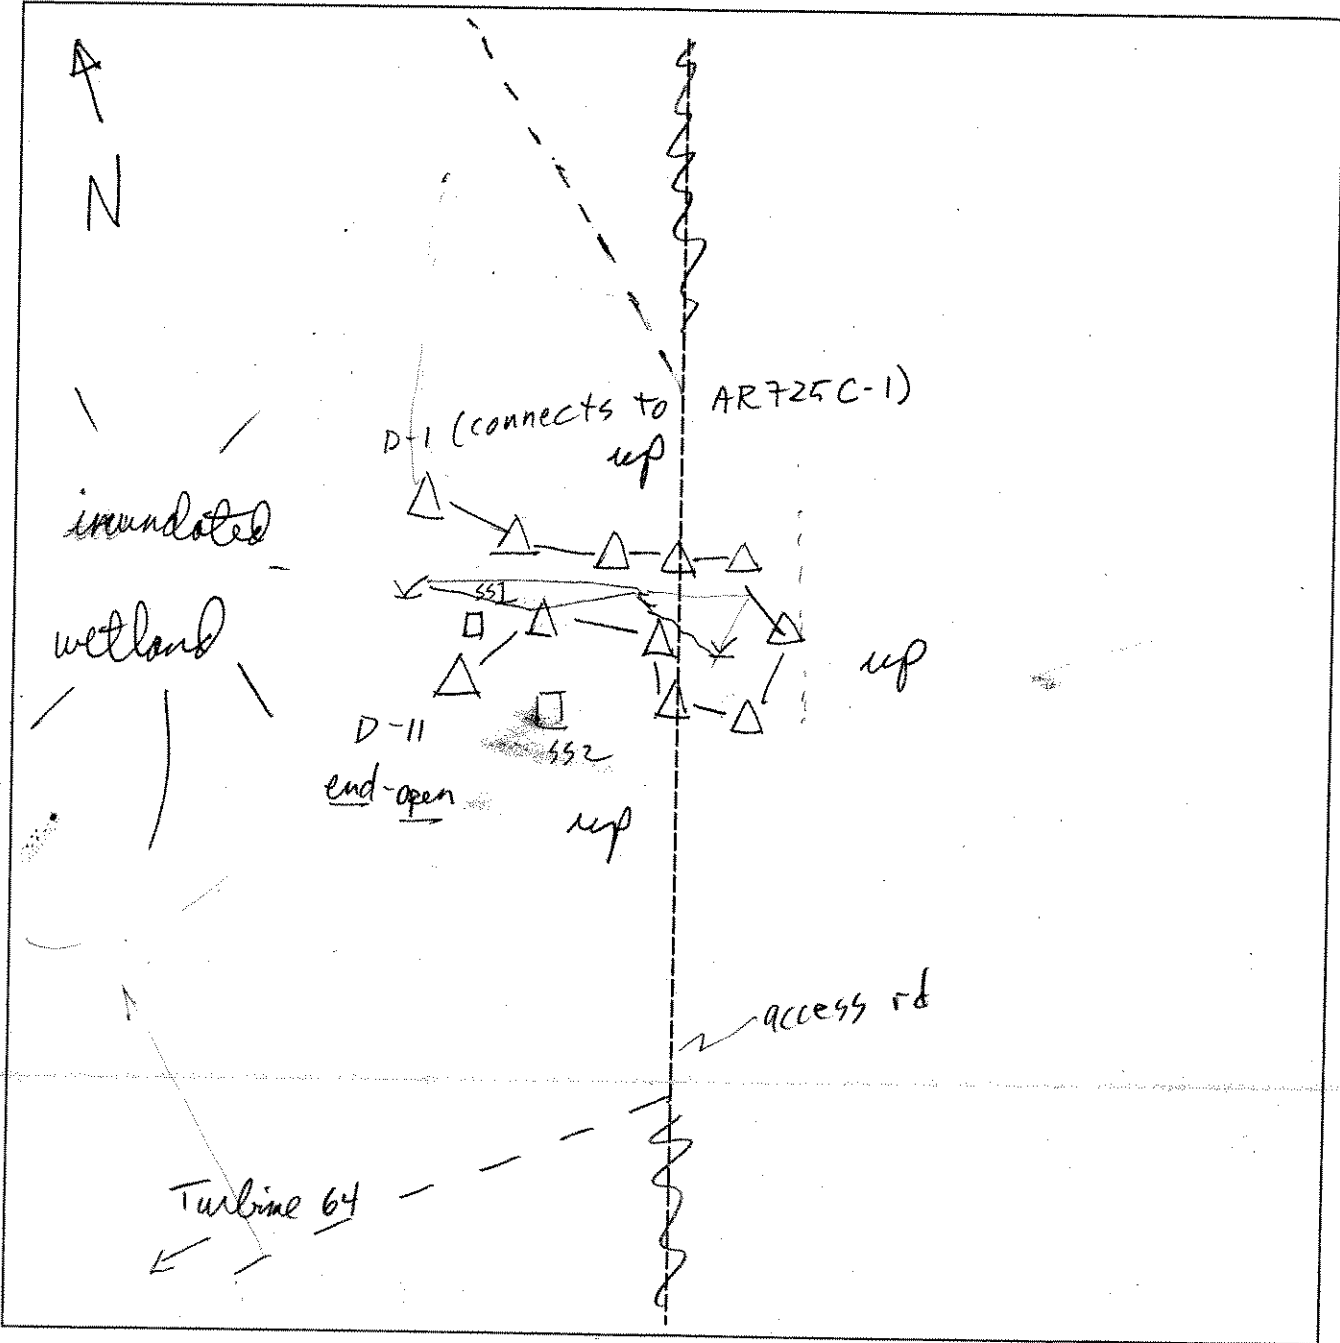 N
D-1 (connects to AR725C-1)
up
inundated
SS1
wetland
up
D-11
SS2
end-open
up
access rd
Turbine 64